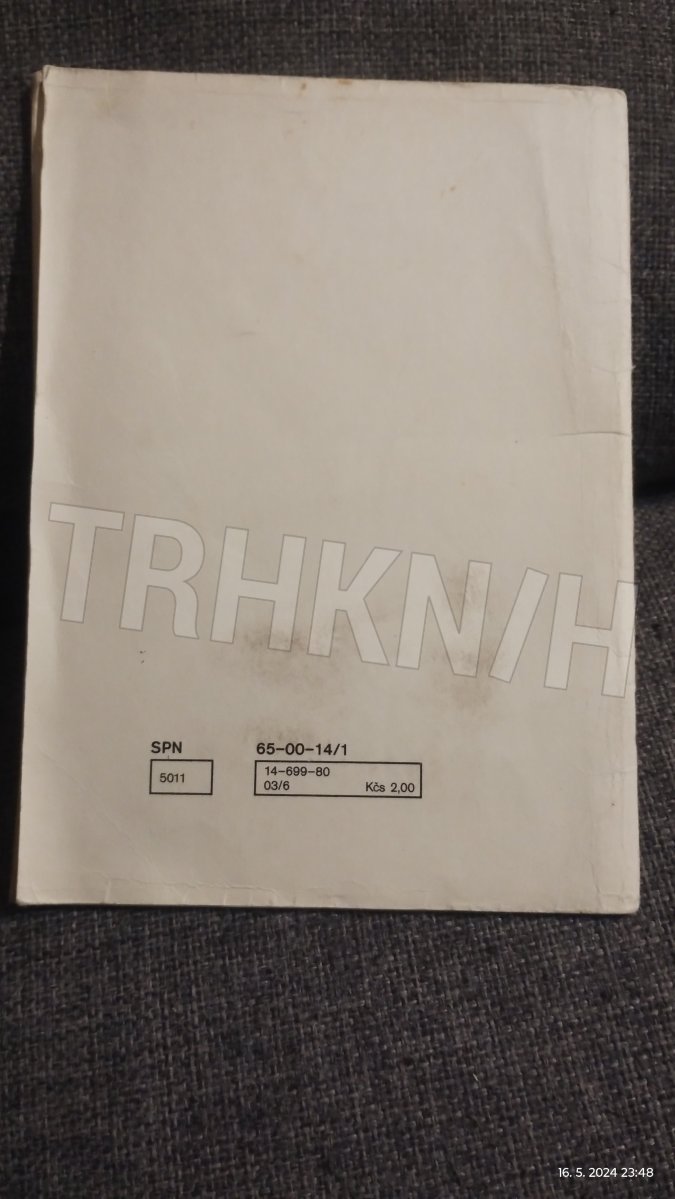 TRHKN/H
SPN 65-00-14/1
5011
14-699-80
03/6 Kčs 2,00
16. 5. 2024 23:48